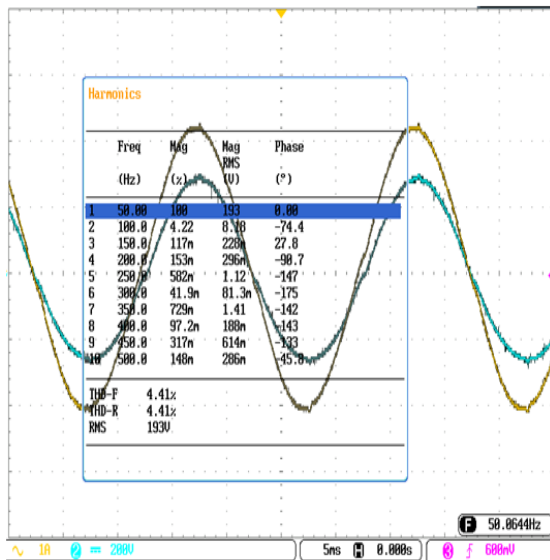 Harmonics
Freq Mag Mag Phase
RMS
(Hz) (%) (V) (°)
1 50.00 100 193 0.00
2 100.0 4.22 8.18 -74.4
3 150.0 117m 228m 27.8
4 200.0 153m 296m -90.7
5 250.0 582m 1.12 -147
6 300.0 41.9m 81.3m -175
7 350.0 729m 1.41 -142
8 400.0 97.2m 188m -143
9 450.0 317m 614m -133
10 500.0 148m 286m -45.8
THD-F 4.41%
THD-R 4.41%
RMS 193V
F 50.0644Hz
1A 2 200V 5ms H 0.000s 3 600mV